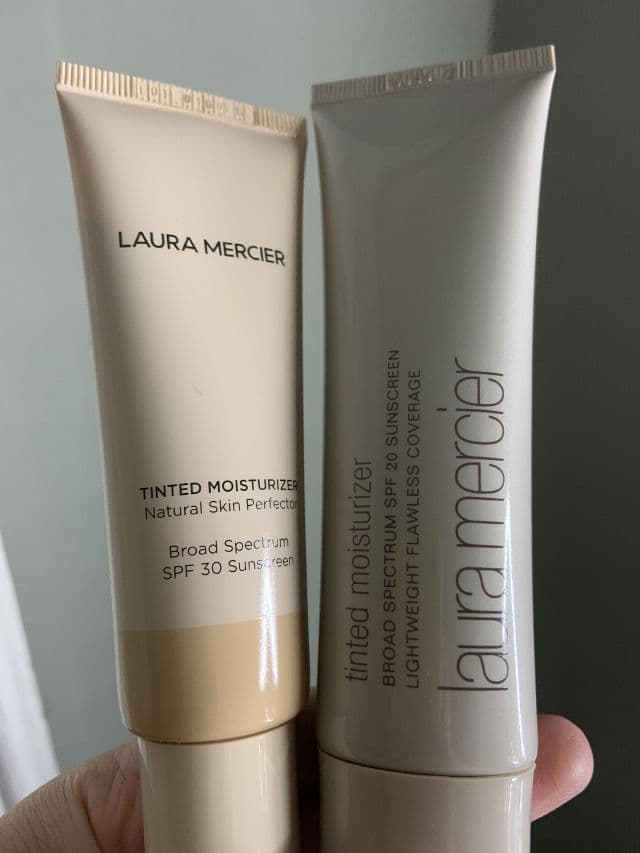 LAURA MERCIER
TINTED MOISTURIZER
Natural Skin Perfector
Broad Spectrum
SPF 30 Sunscreen
tinted moisturizer
BROAD SPECTRUM SPF 20 SUNSCREEN
LIGHTWEIGHT FLAWLESS COVERAGE
laura mercier